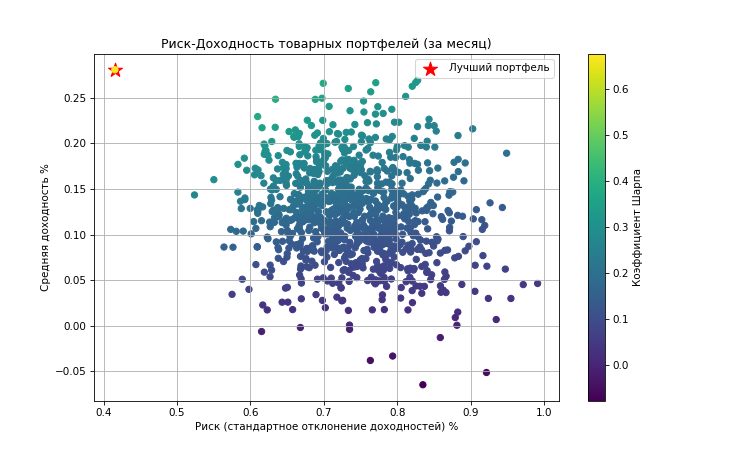 Риск-Доходность товарных портфелей (за месяц)
Лучший портфель
Средняя доходность %
0.25
0.20
0.15
0.10
0.05
0.00
−0.05
0.4 0.5 0.6 0.7 0.8 0.9 1.0
Риск (стандартное отклонение доходностей) %
0.6
0.5
0.4
0.3
0.2
0.1
0.0
Коэффициент Шарпа